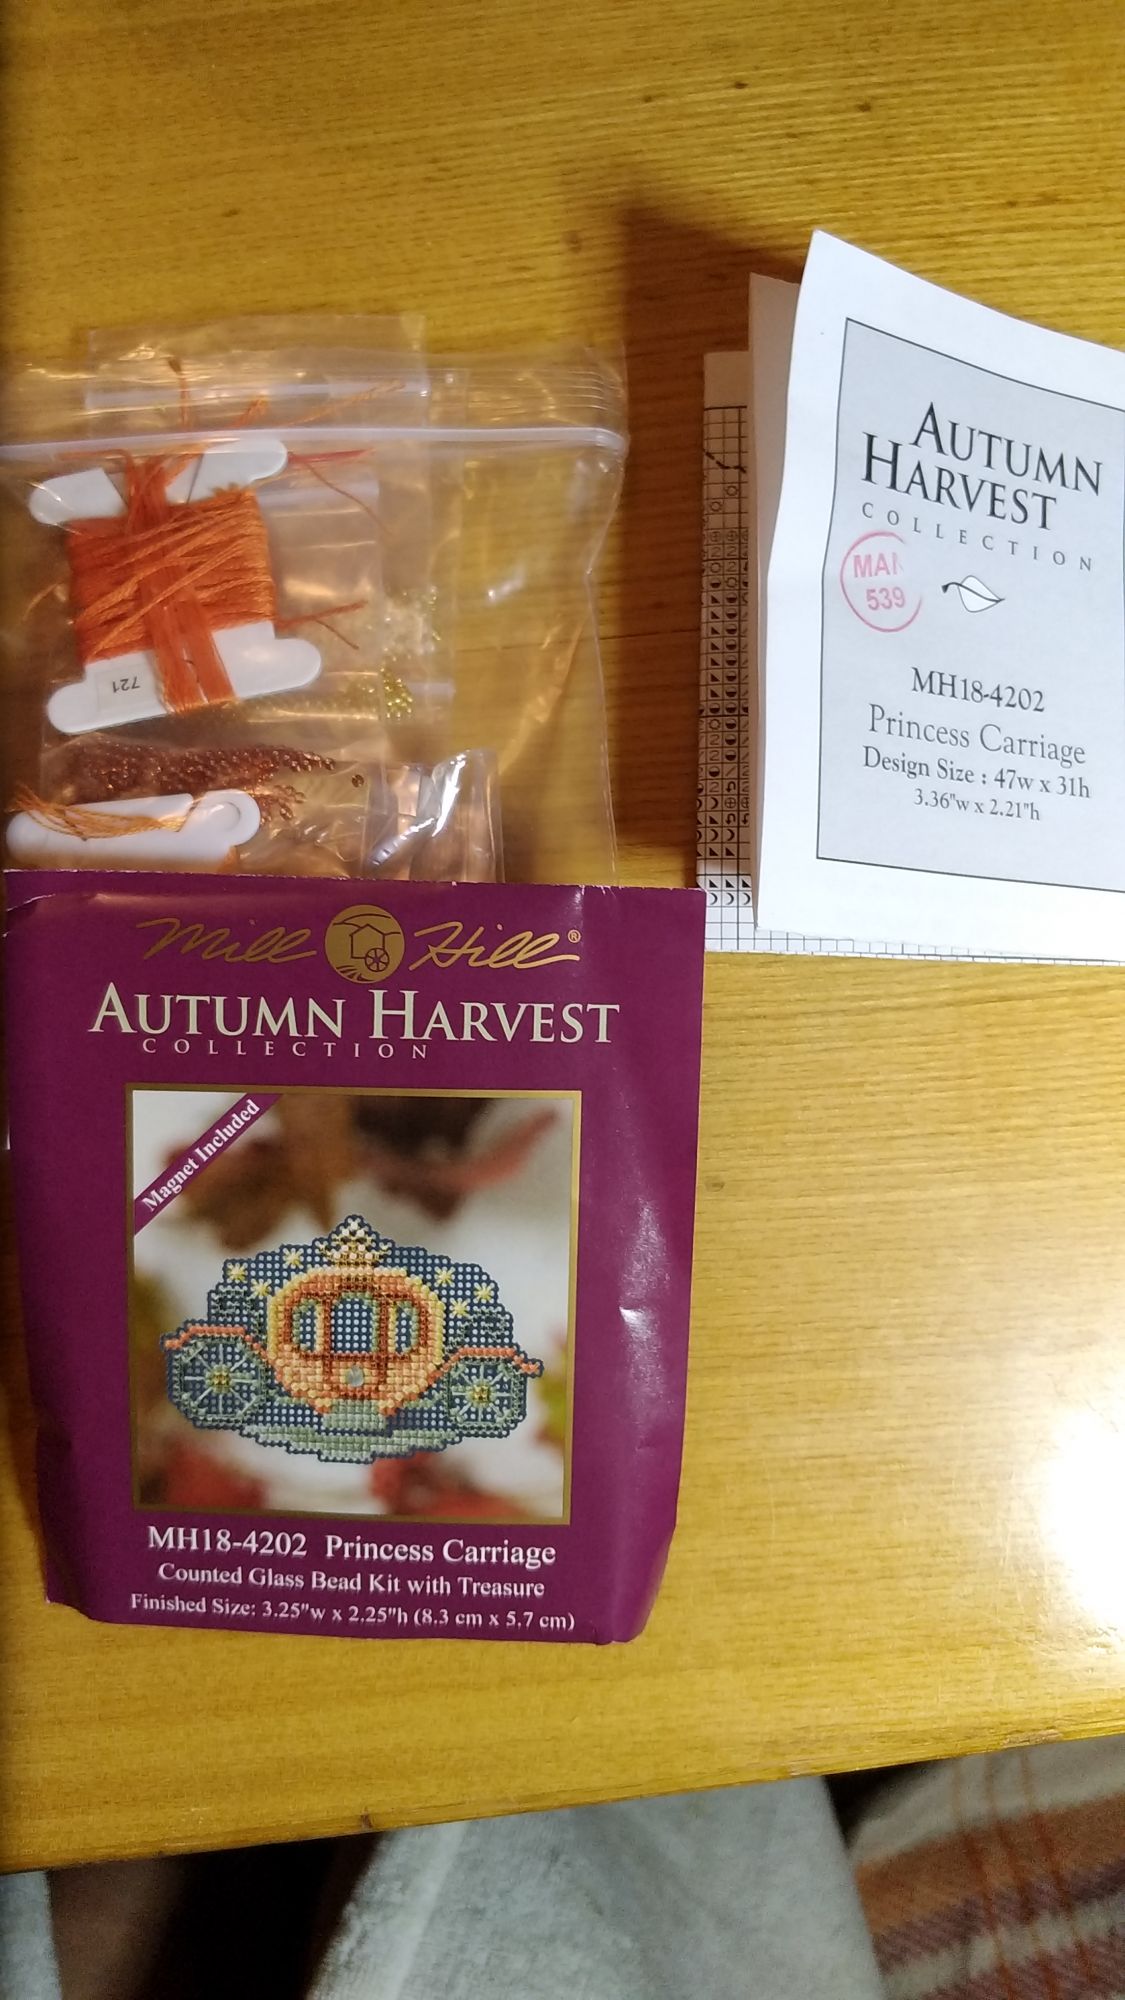 721
AUTUMN
HARVEST
COLLECTION
539
MH18-4202
Princess Carriage
Design Size : 47w x 31h
3.36"w x 2.21"h
Mill Hill®
AUTUMN HARVEST
COLLECTION
Magnet Included
MH18-4202 Princess Carriage
Counted Glass Bead Kit with Treasure
Finished Size: 3.25"w x 2.25"h (8.3 cm x 5.7 cm)